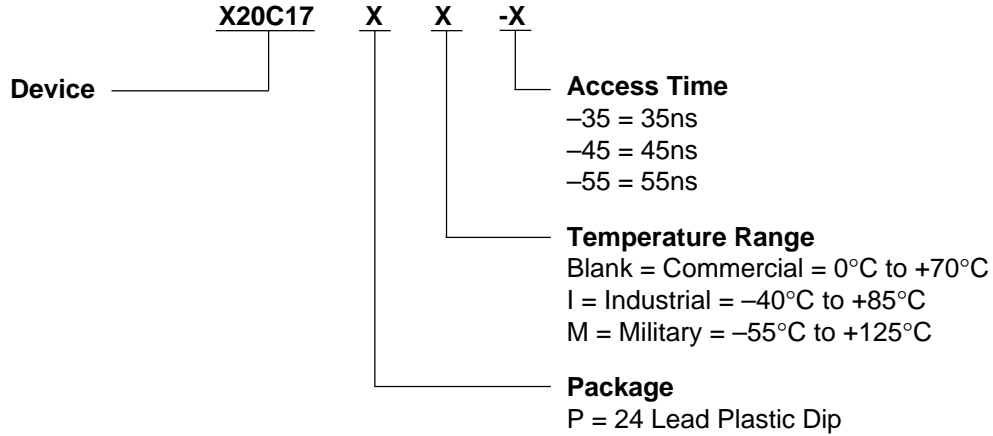 X20C17 X X -X
Device
Access Time
–35 = 35ns
–45 = 45ns
–55 = 55ns
Temperature Range
Blank = Commercial = 0°C to +70°C
I = Industrial = –40°C to +85°C
M = Military = –55°C to +125°C
Package
P = 24 Lead Plastic Dip